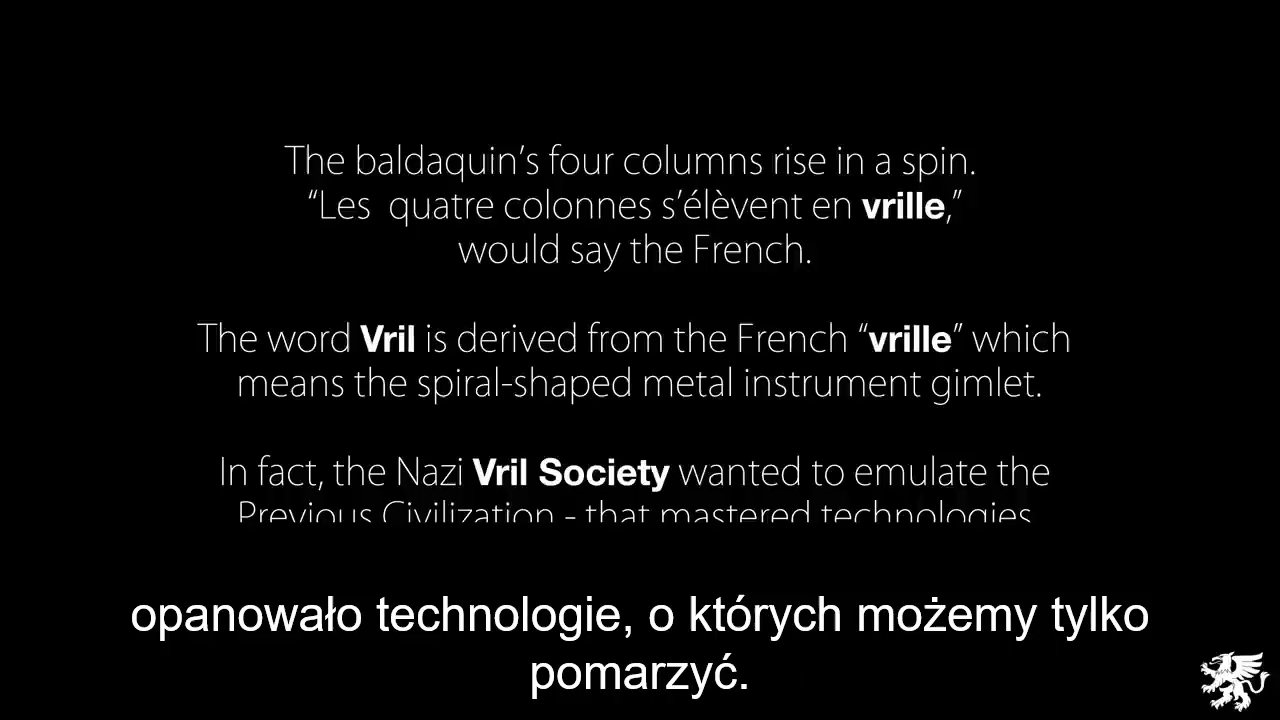 The baldaquin’s four columns rise in a spin.
“Les quatre colonnes s’élèvent en vrille,”
would say the French.
The word Vril is derived from the French “vrille” which
means the spiral-shaped metal instrument gimlet.
In fact, the Nazi Vril Society wanted to emulate the
Previous Civilization - that mastered technologies
opanowało technologie, o których możemy tylko
pomarzyć.